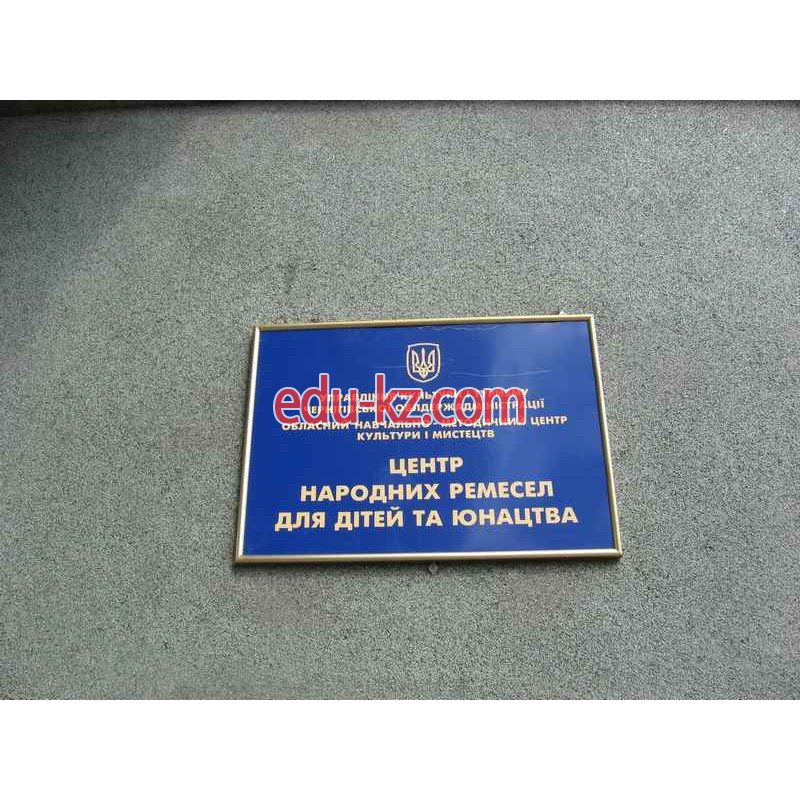 edu-kz.com
ОБЛАСНИЙ НАВЧАЛЬНО - МЕТОДИЧНИЙ ЦЕНТР
КУЛЬТУРИ І МИСТЕЦТВ
ЦЕНТР
НАРОДНИХ РЕМЕСЕЛ
ДЛЯ ДІТЕЙ ТА ЮНАЦТВА